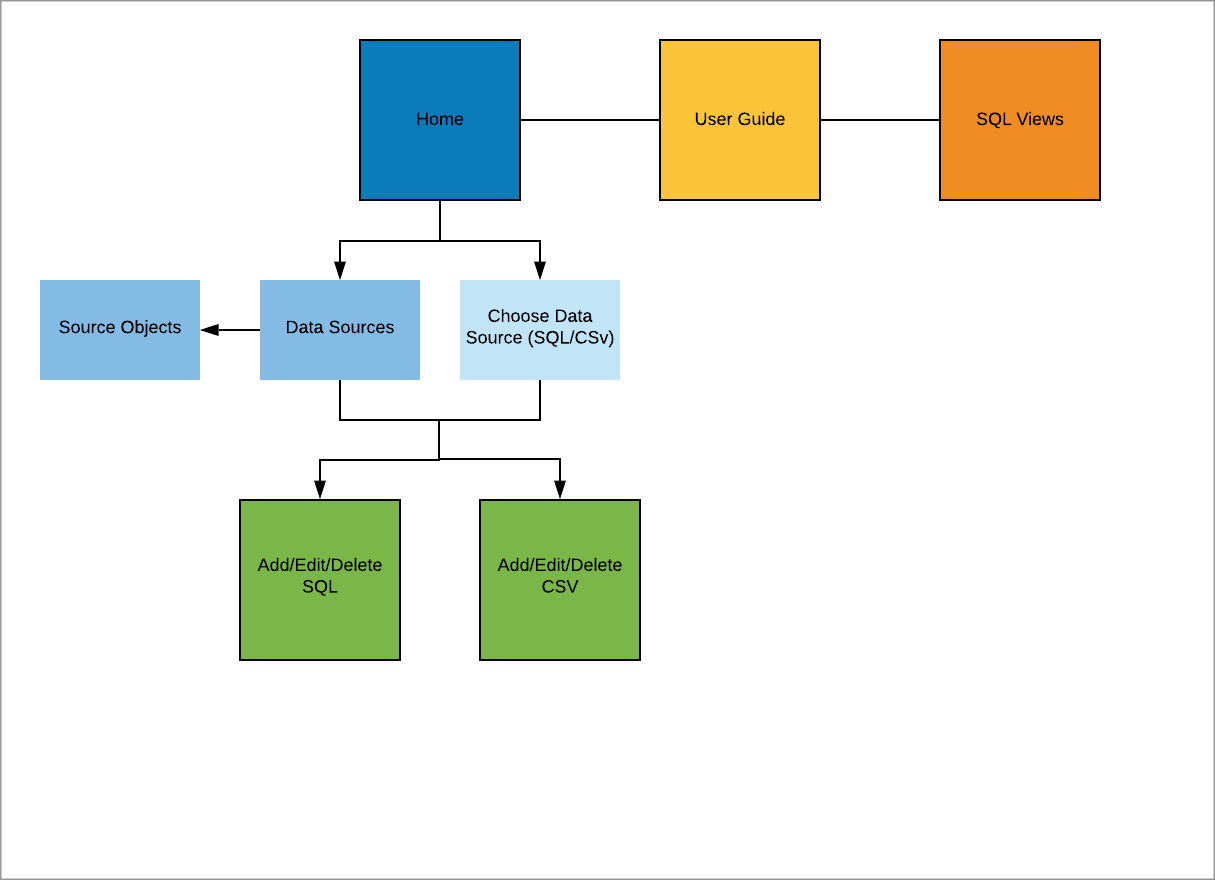 Home
User Guide
SQL Views
Source Objects
Data Sources
Choose Data
Source (SQL/CSv)
Add/Edit/Delete
SQL
Add/Edit/Delete
CSV